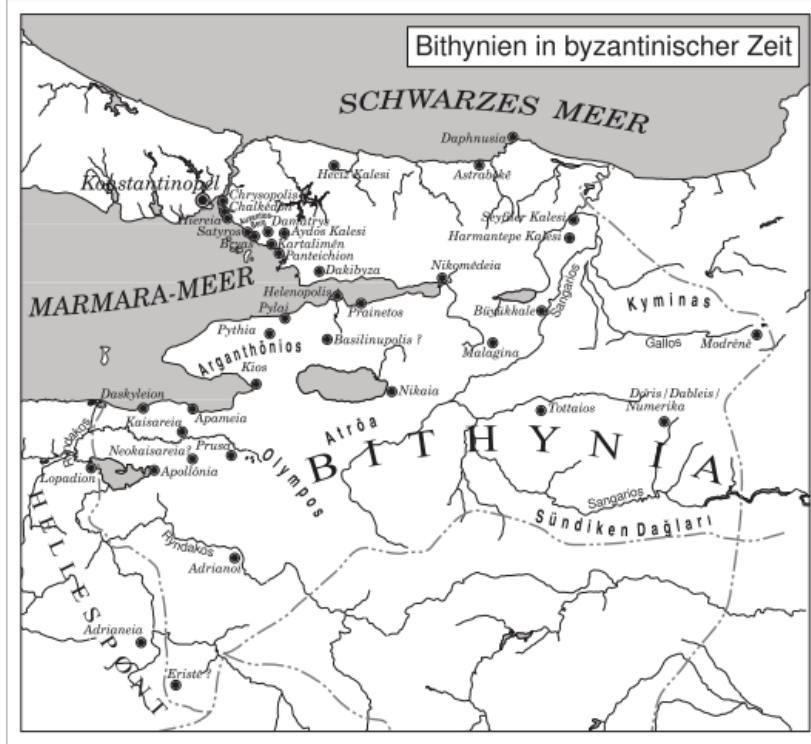 Bithynien in byzantinischer Zeit
SCHWARZES MEER
Daphnusia
Konstantinopel
Heciz Kalesi
Astrabēkē
Chrysopolis
Chalkēdōn
Hiereia
Damatrys
Seyfiler Kalesi
Satyros
Aydos Kalesi
Harmantepe Kalesi
Bryas
Kartalimēn
Panteichion
Dakibyza
Nikomēdeia
MARMARA-MEER
Helenopolis
Sangarios
Kyminas
Pylai
Prainetos
Büyükkale
Pythia
Basilinupolis ?
Gallos
Modrēnē
Arganthōnios
Malagina
Kios
Nikaia
Daskyleion
Dōris/Dableis/
Numerika
Kaisareia
Apameia
Tottaios
Ryndakos
Atrōa
BITHYNIA
Neokaisareia?
Prusa
Olympos
Lopadion
Apollōnia
Sangarios
HELLESPONT
Sündiken Dağları
Ryndakos
Adrianoi
Adrianeia
Eristē ?